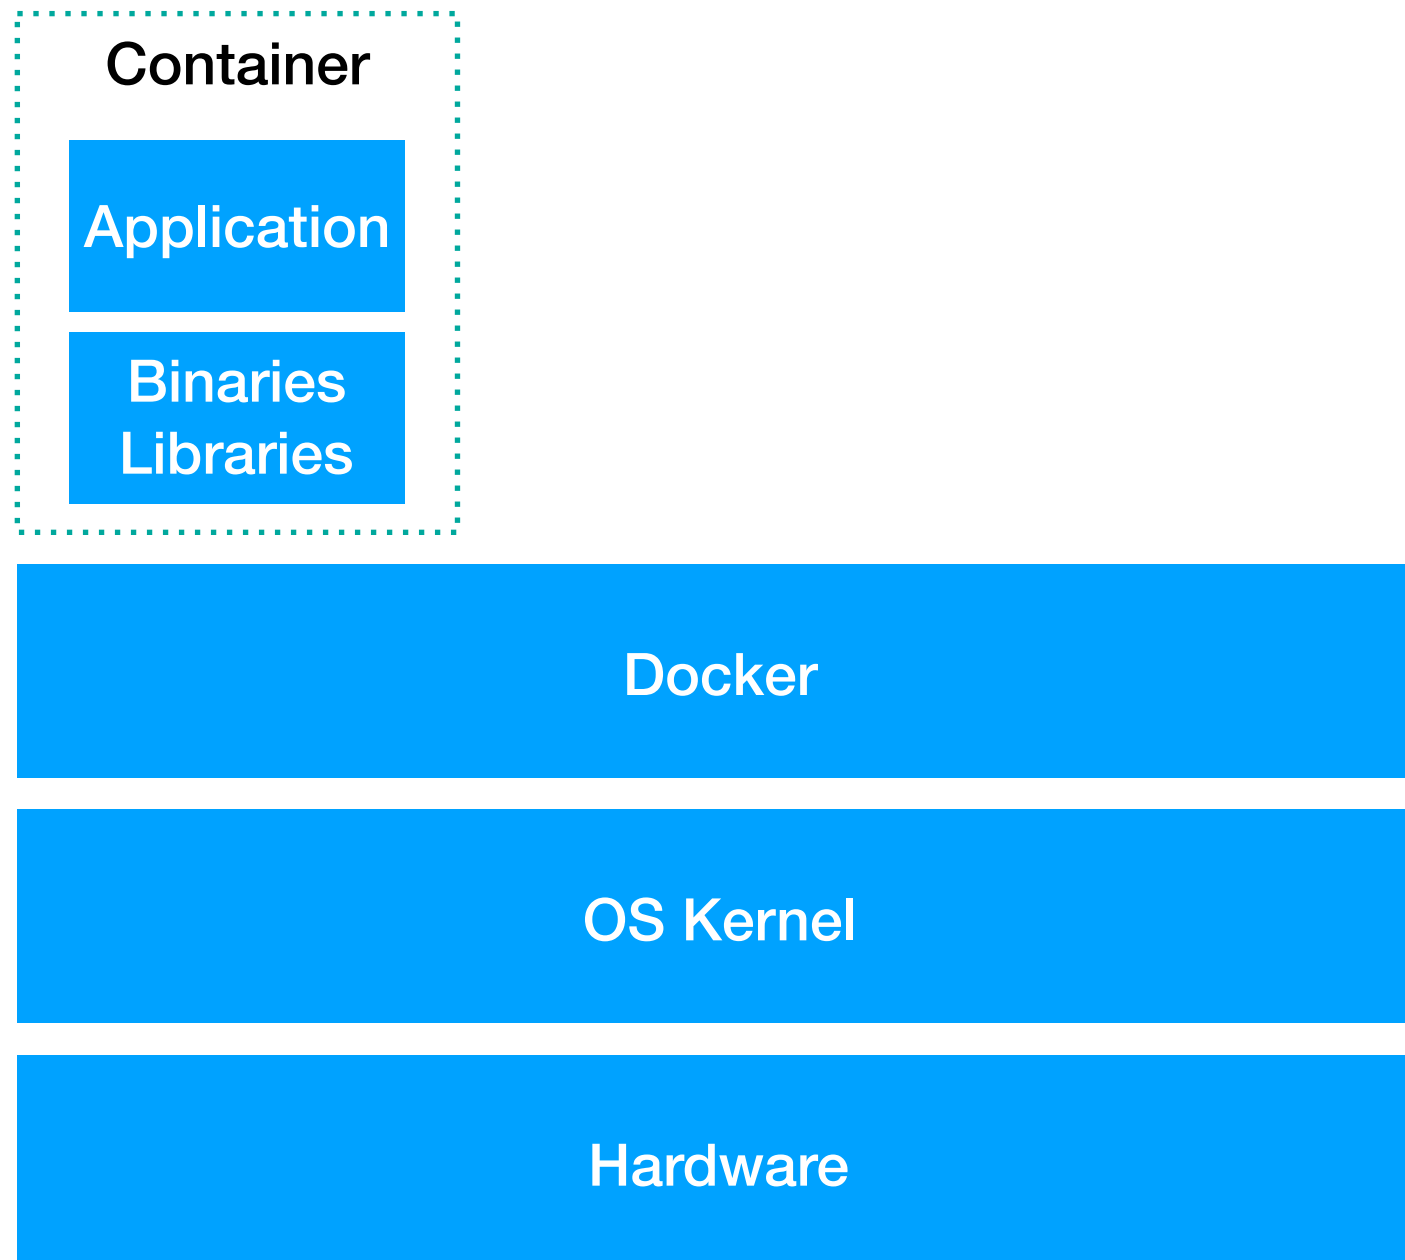 Container
Application
Binaries
Libraries
Docker
OS Kernel
Hardware